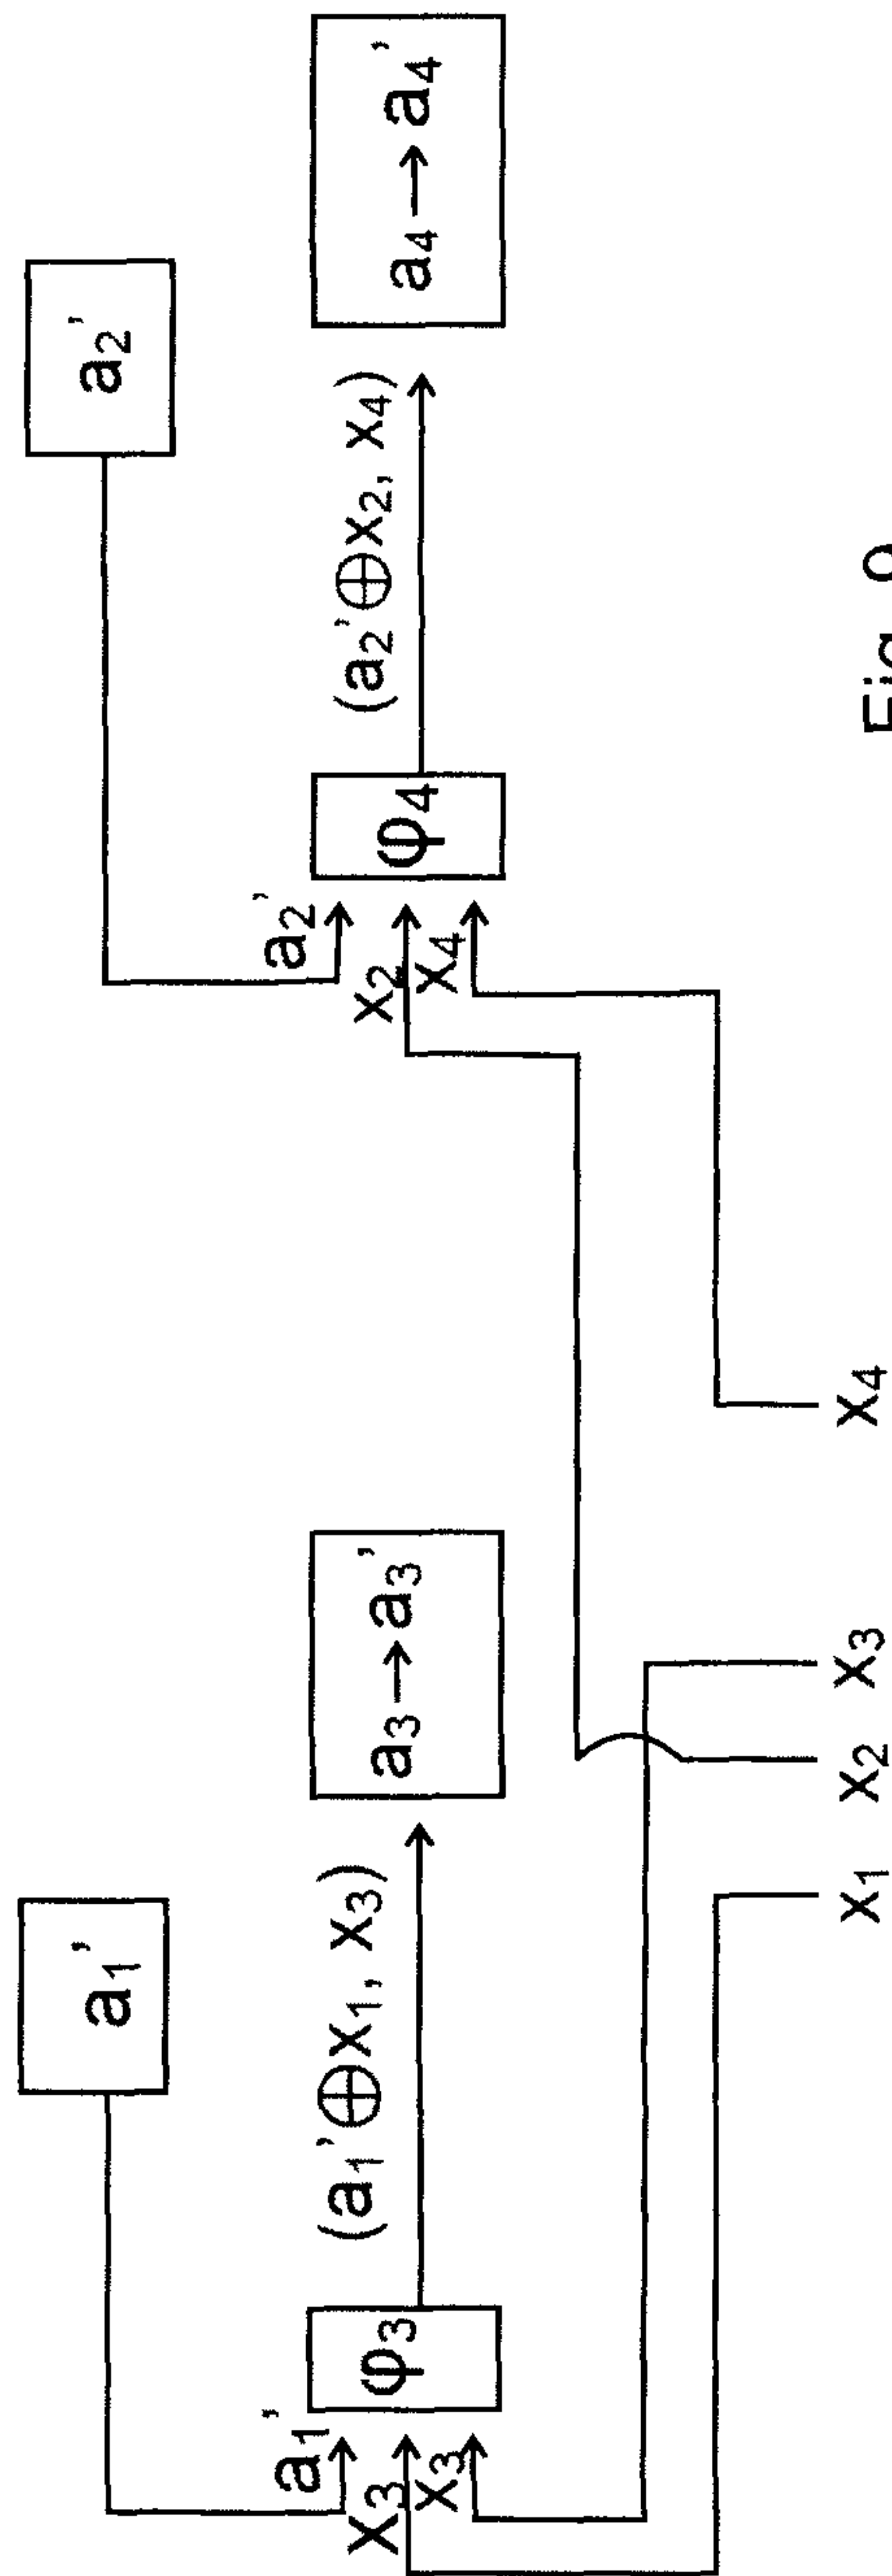 a₁'
a₂'
a₁'
X₃
x₃
φ₃
(a₁'⊕x₁, x₃)
a₃→a₃'
a₂'
x₂
x₄
φ₄
(a₂'⊕x₂, x₄)
a₄→a₄'
x₁ x₂ x₃ x₄
Fig.